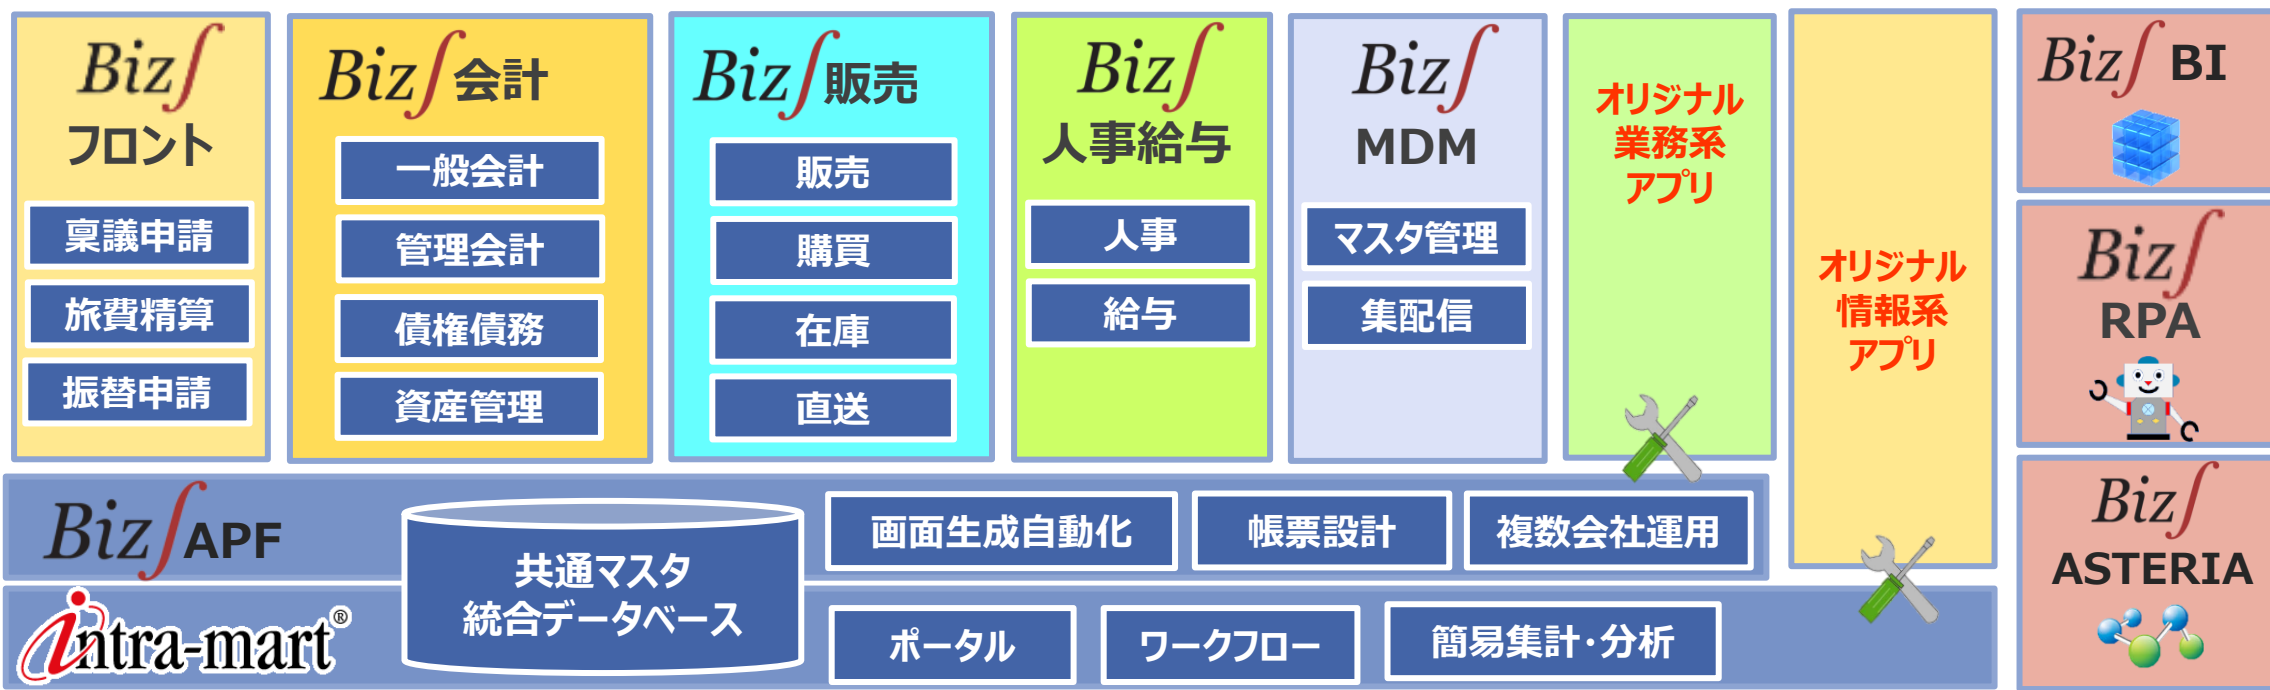 Biz∫
フロント
稟議申請
旅費精算
振替申請
Biz∫会計
一般会計
管理会計
債権債務
資産管理
Biz∫販売
販売
購買
在庫
直送
Biz∫
人事給与
人事
給与
Biz∫
MDM
マスタ管理
集配信
オリジナル
業務系
アプリ
オリジナル
情報系
アプリ
Biz∫ BI
Biz∫
RPA
Biz∫
ASTERIA
Biz∫APF
共通マスタ
統合データベース
画面生成自動化
帳票設計
複数会社運用
intra-mart®
ポータル
ワークフロー
簡易集計・分析